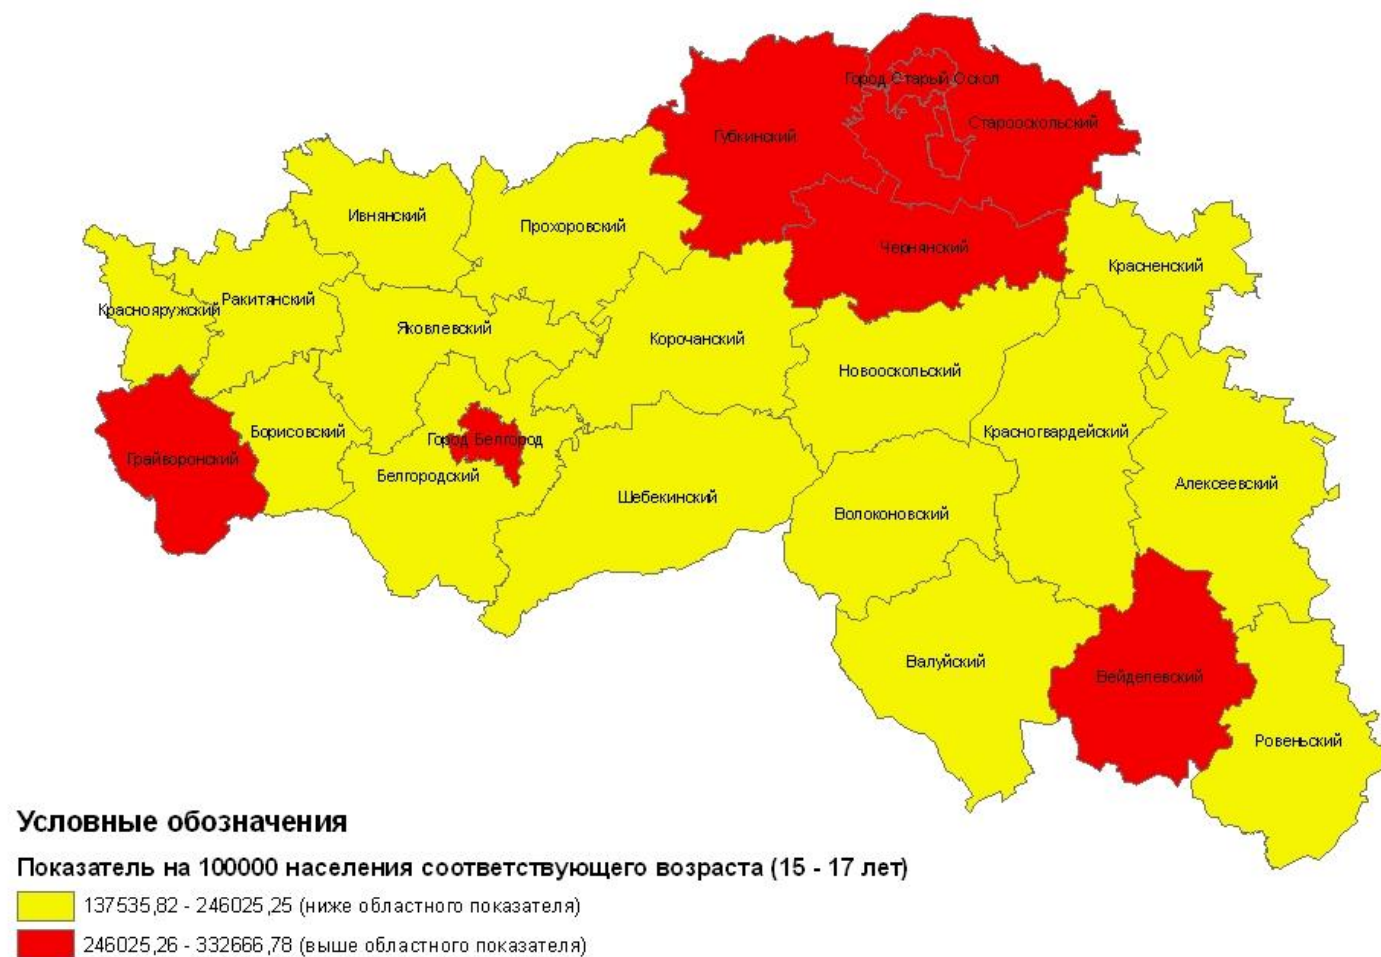 Город Старый Оскол
Старооскольский
Губкинский
Ивнянский
Прохоровский
Чернянский
Красненский
Краснояружский
Ракитянский
Яковлевский
Корочанский
Новооскольский
Борисовский
Город Белгород
Красногвардейский
Грайворонский
Белгородский
Шебекинский
Алексеевский
Волоконовский
Валуйский
Вейделевский
Ровеньский
Условные обозначения
Показатель на 100000 населения соответствующего возраста (15 - 17 лет)
137535,82 - 246025,25 (ниже областного показателя)
246025,26 - 332666,78 (выше областного показателя)